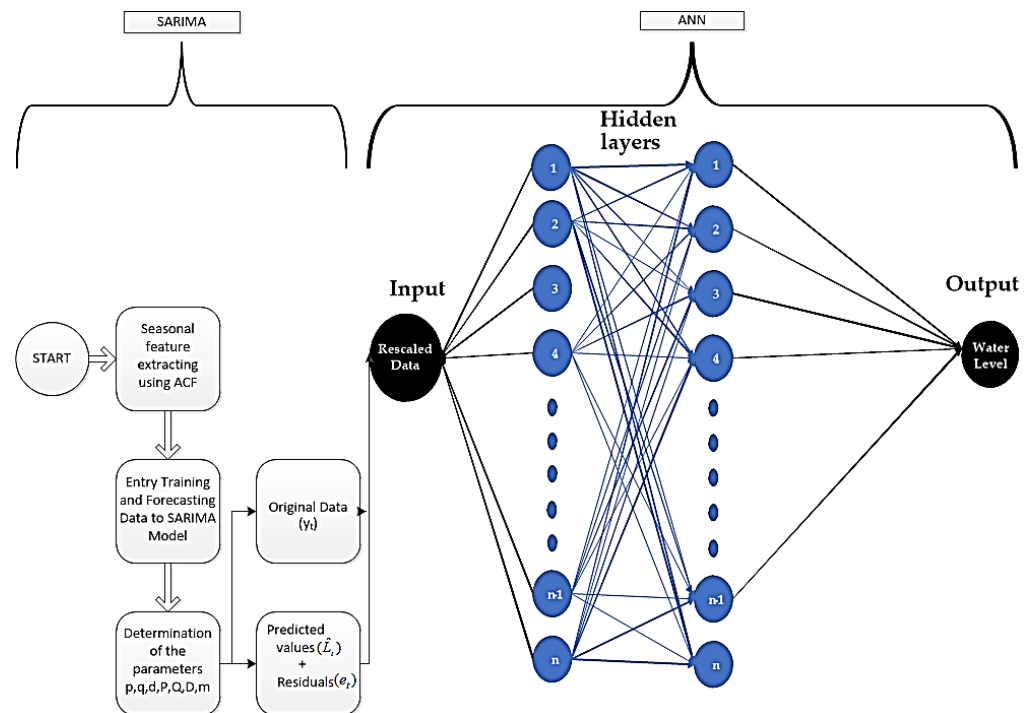 SARIMA
ANN
Hidden
layers
1
2
3
4
n-1
n
1
2
3
4
n-1
n
Input
Rescaled
Data
Output
Water
Level
START
Seasonal
feature
extracting
using ACF
Entry Training
and Forecasting
Data to SARIMA
Model
Original Data
(yₜ)
Determination
of the
parameters
p,q,d,P,Q,D,m
Predicted
values(L̂ₜ)
+
Residuals(eₜ)